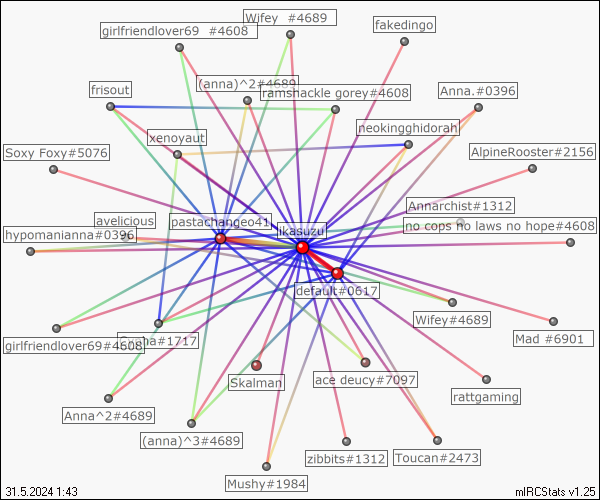 Wifey  #4689
girlfriendlover69  #4608
fakedingo
(anna)^2#4689
frisout
ramshackle gorey#4608
Anna.#0396
neokingghidorah
xenoyaut
Soxy Foxy#5076
AlpineRooster#2156
Annarchist#1312
avelicious
pastachangeo41
no cops no laws no hope#4608
hypomanianna#0396
ikasuzu
default#0617
Wifey#4689
girlfriendlover69#4608
#1717
Mad #6901
Skalman
ace deucy#7097
rattgaming
Anna^2#4689
(anna)^3#4689
zibbits#1312
Toucan#2473
Mushy#1984
31.5.2024 1:43
mIRCStats v1.25